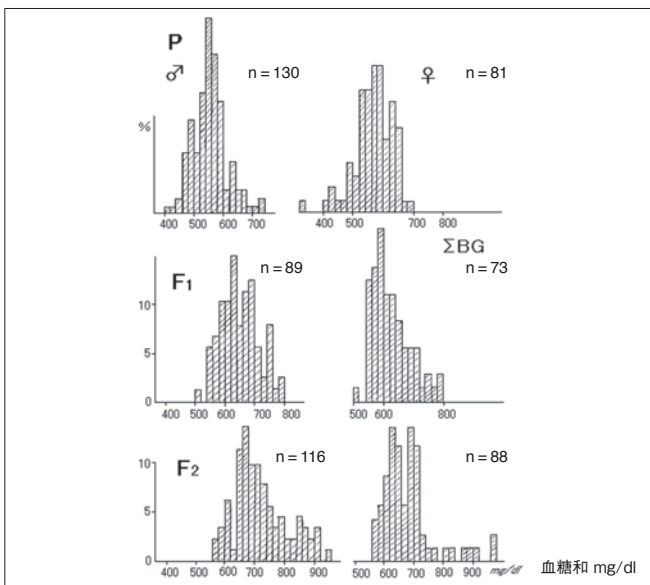 P
♂ n = 130 ♀ n = 81
%
400 500 600 700 400 500 600 700 800
ΣBG
F1 n = 89 n = 73
10
5
0
400 500 600 700 800 500 600 800
F2 n = 116 n = 88
10
5
0
400 500 600 700 800 900 500 600 700 800 900 mg/dl 血糖和 mg/dl